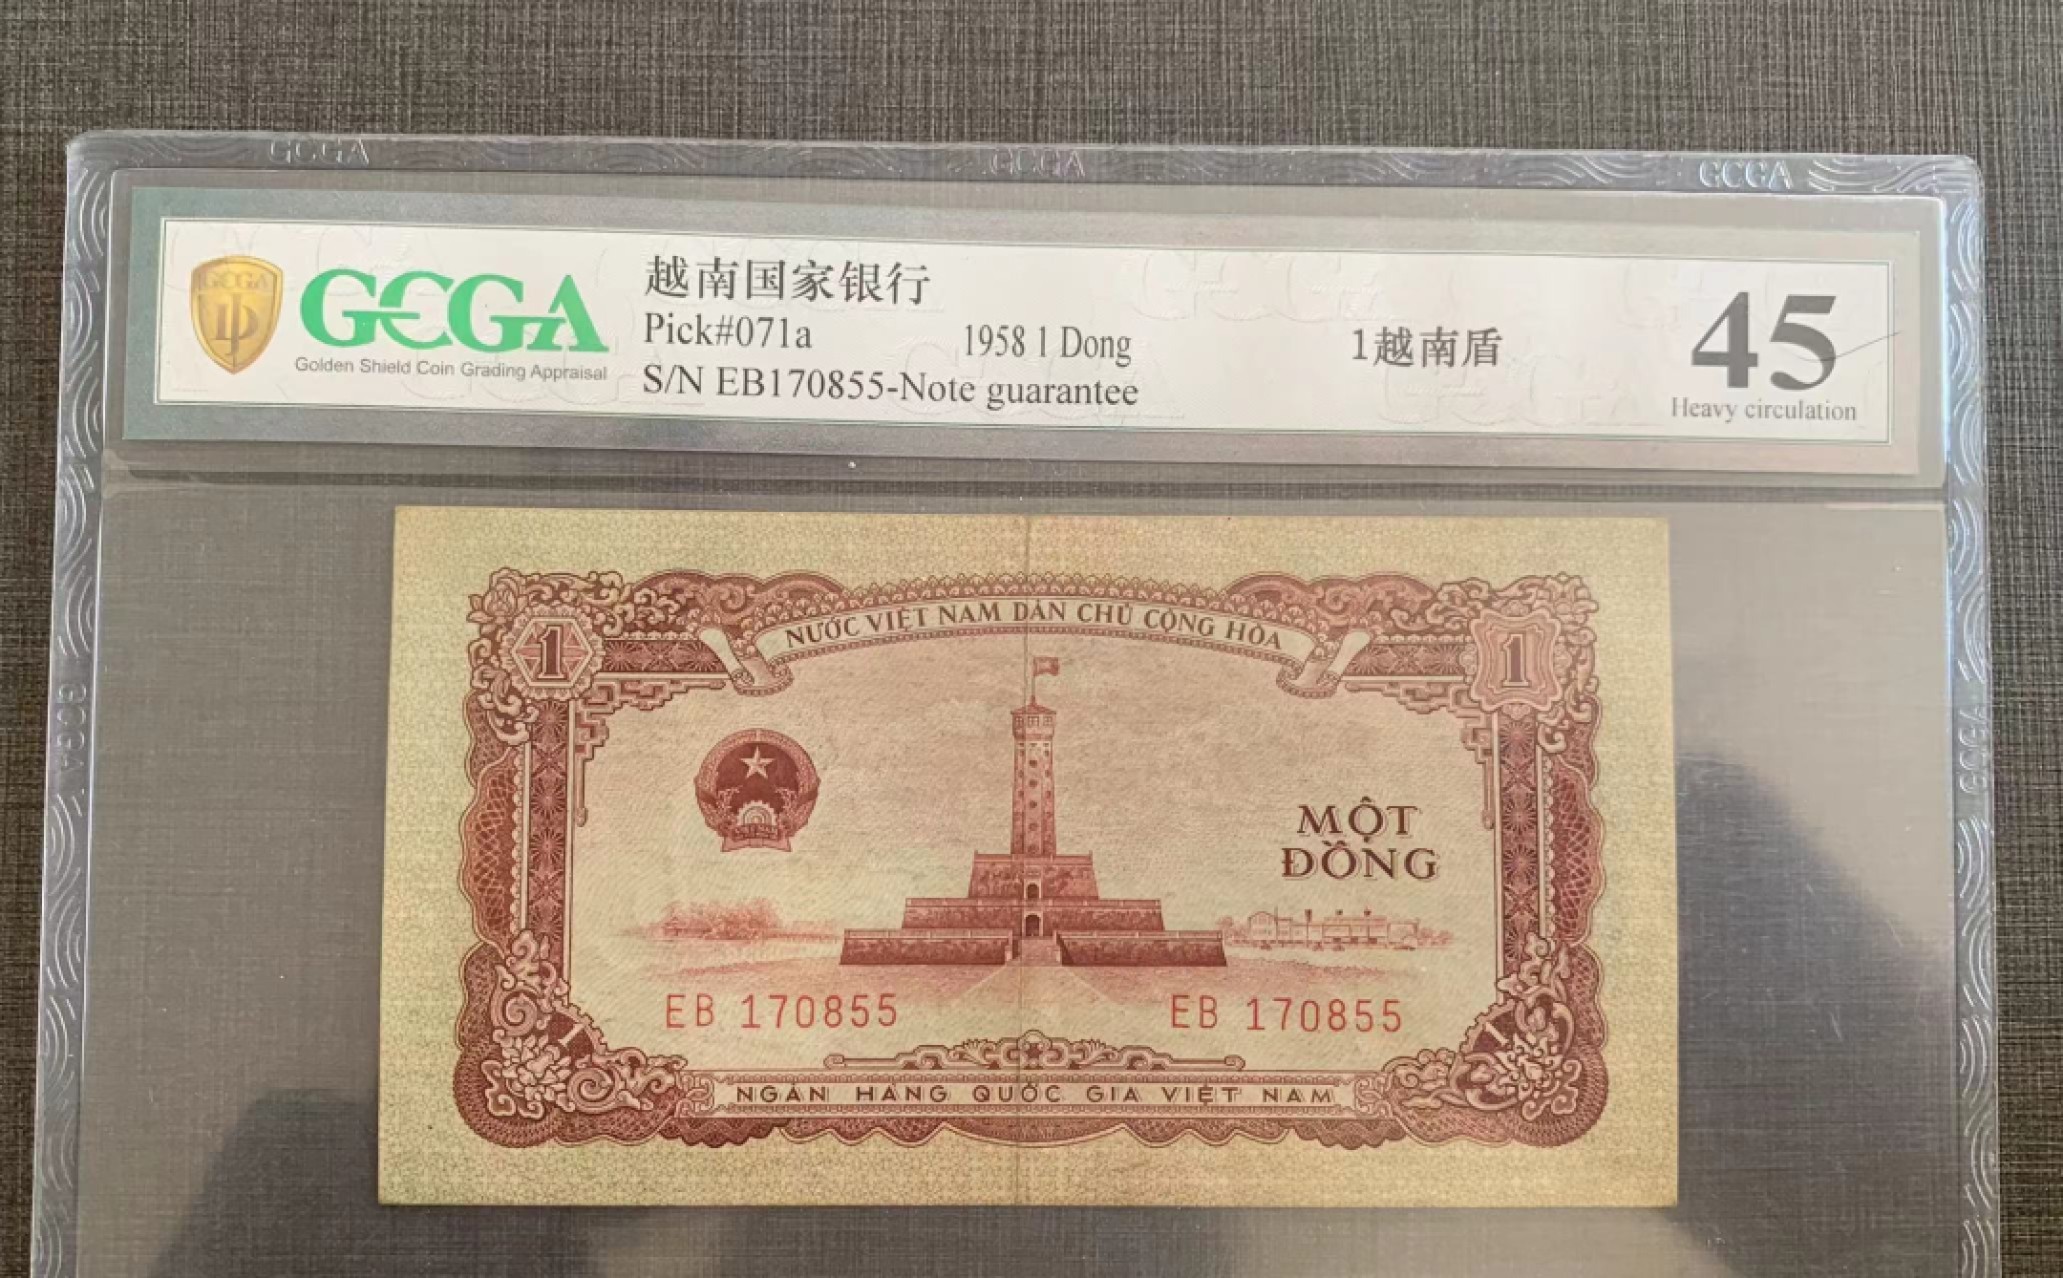 GCGA GCGA GCGA
GCGA
Golden Shield Coin Grading Appraisal
越南国家银行
Pick#071a 1958 1 Dong 1越南盾
S/N EB170855-Note guarantee
45
Heavy circulation
NƯỚC VIỆT NAM DÂN CHỦ CỘNG HÒA
1 1
MỘT
ĐỒNG
EB 170855 EB 170855
1 1
NGÂN HÀNG QUỐC GIA VIỆT NAM
GCGA
GCGA